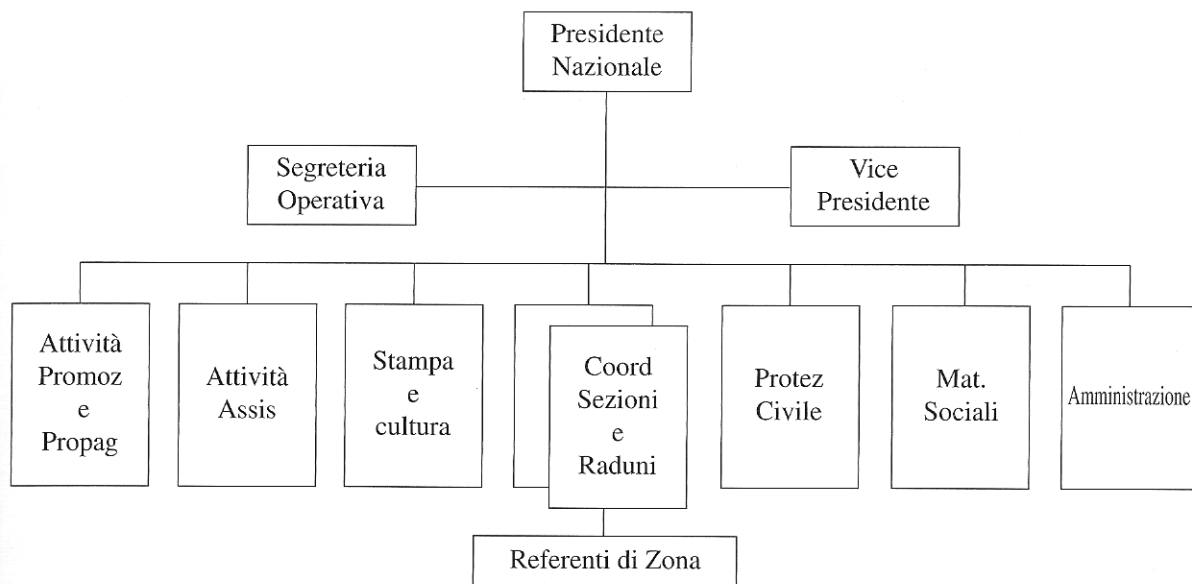 Presidente
Nazionale
Segreteria
Operativa
Vice
Presidente
Attività
Promoz
e
Propag
Attività
Assis
Stampa
e
cultura
Coord
Sezioni
e
Raduni
Protez
Civile
Mat.
Sociali
Amministrazione
Referenti di Zona